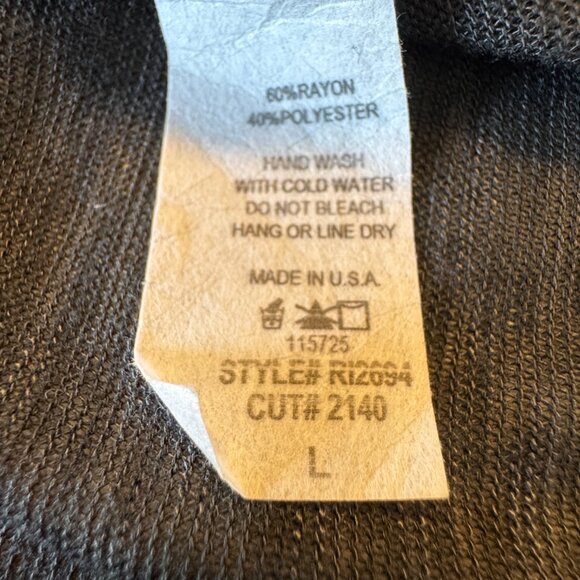 60%RAYON
40%POLYESTER
HAND WASH
WITH COLD WATER
DO NOT BLEACH
HANG OR LINE DRY
MADE IN U.S.A.
115725
STYLE# RI2694
CUT# 2140
L